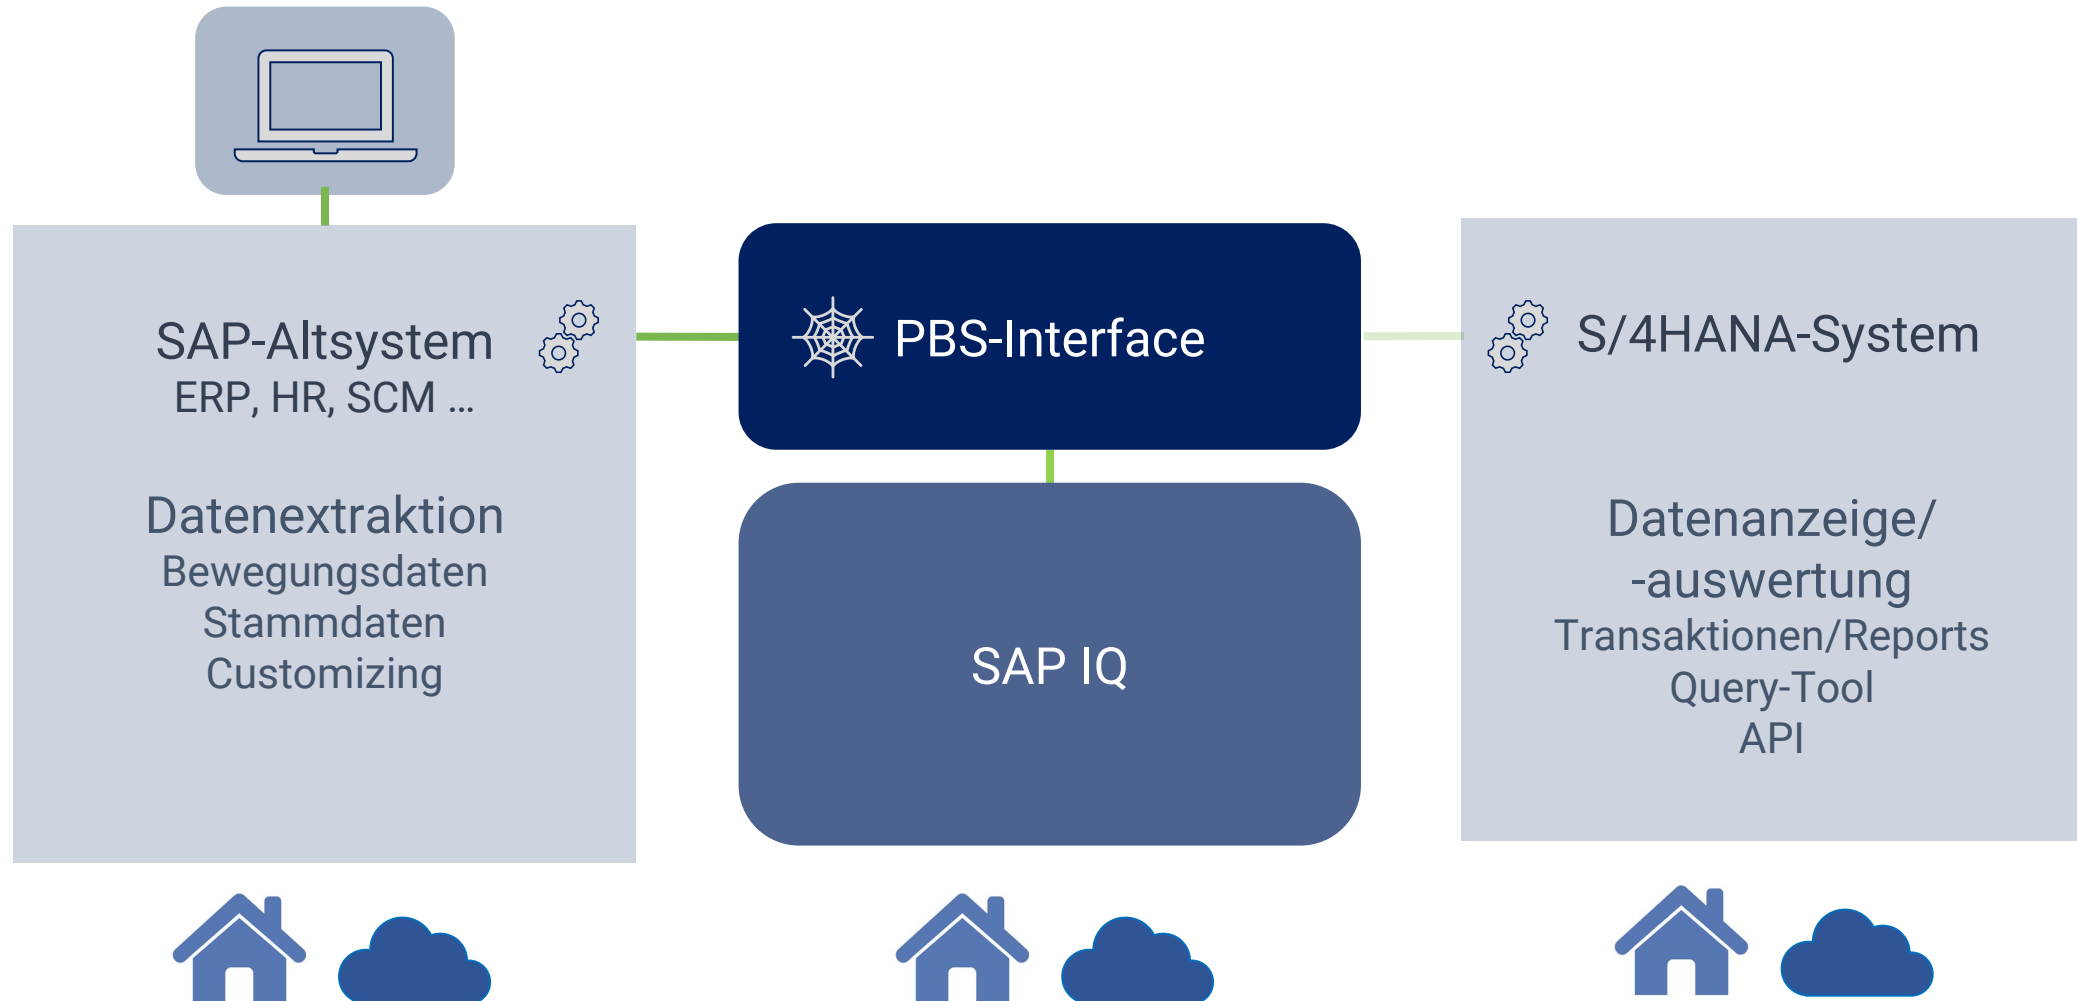 SAP-Altsystem
ERP, HR, SCM ...
Datenextraktion
Bewegungsdaten
Stammdaten
Customizing
PBS-Interface
SAP IQ
S/4HANA-System
Datenanzeige/
-auswertung
Transaktionen/Reports
Query-Tool
API